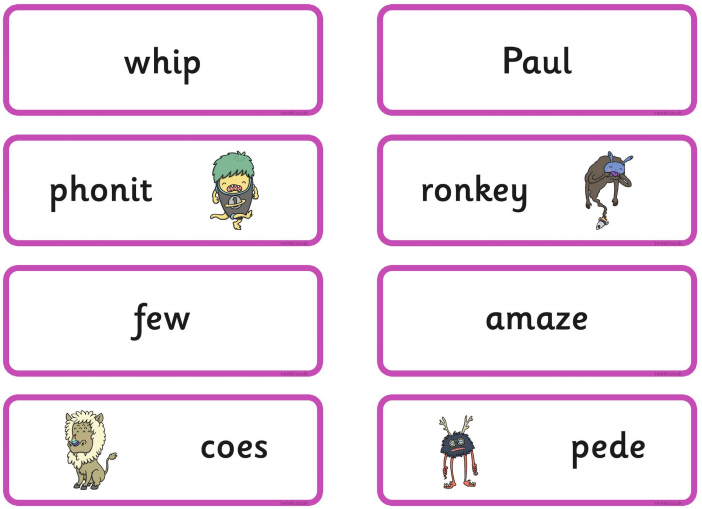 whip
Paul
phonit
ronkey
few
amaze
coes
pede